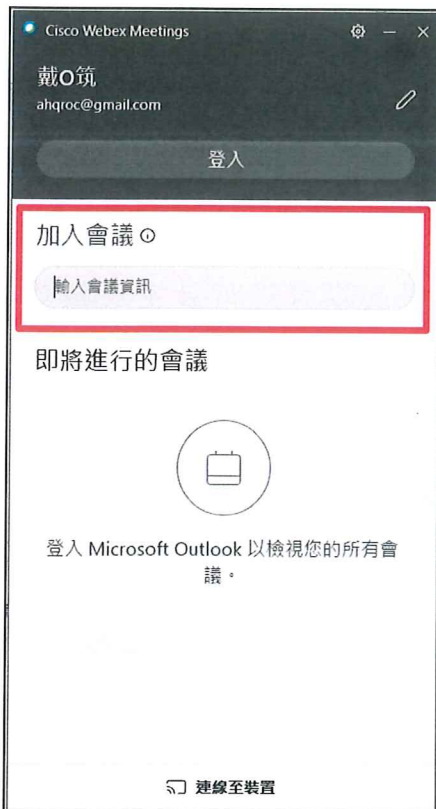 Cisco Webex Meetings
戴O筑
ahqroc@gmail.com
登入
加入會議
輸入會議資訊
即將進行的會議
登入 Microsoft Outlook 以檢視您的所有會
議。
連線至裝置